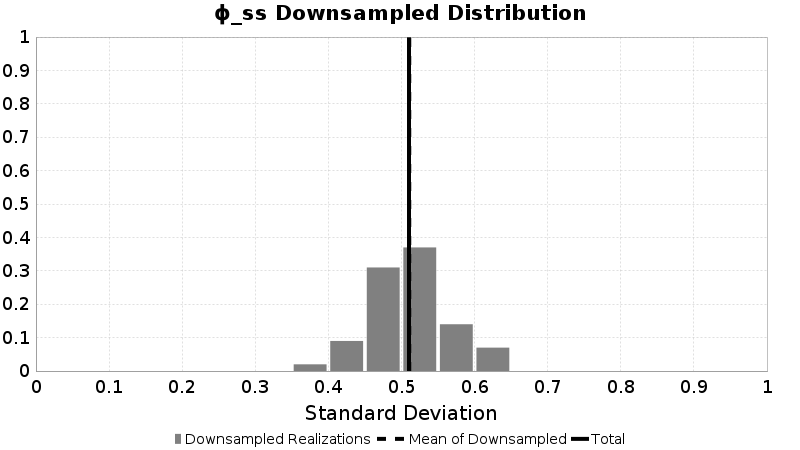 ϕ_ss Downsampled Distribution
1
0.9
0.8
0.7
0.6
0.5
0.4
0.3
0.2
0.1
0
0 0.1 0.2 0.3 0.4 0.5 0.6 0.7 0.8 0.9 1
Standard Deviation
Downsampled Realizations Mean of Downsampled Total